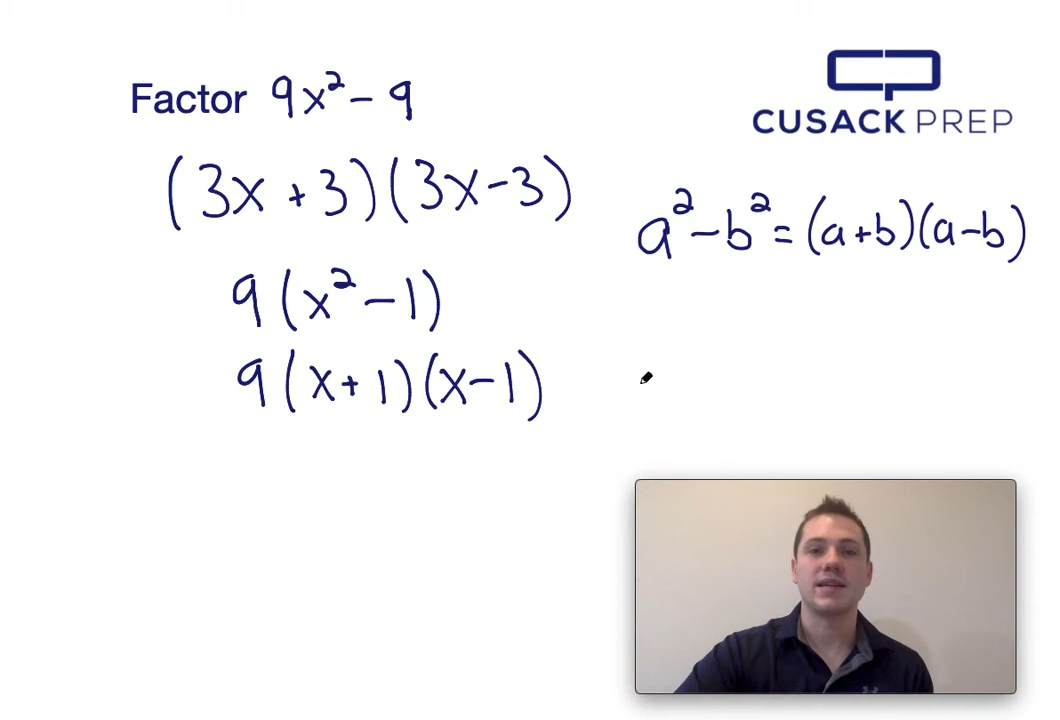 Factor 9x² - 9
CUSACK PREP
(3x + 3)(3x - 3)
a² - b² = (a + b)(a - b)
9(x² - 1)
9(x + 1)(x - 1)